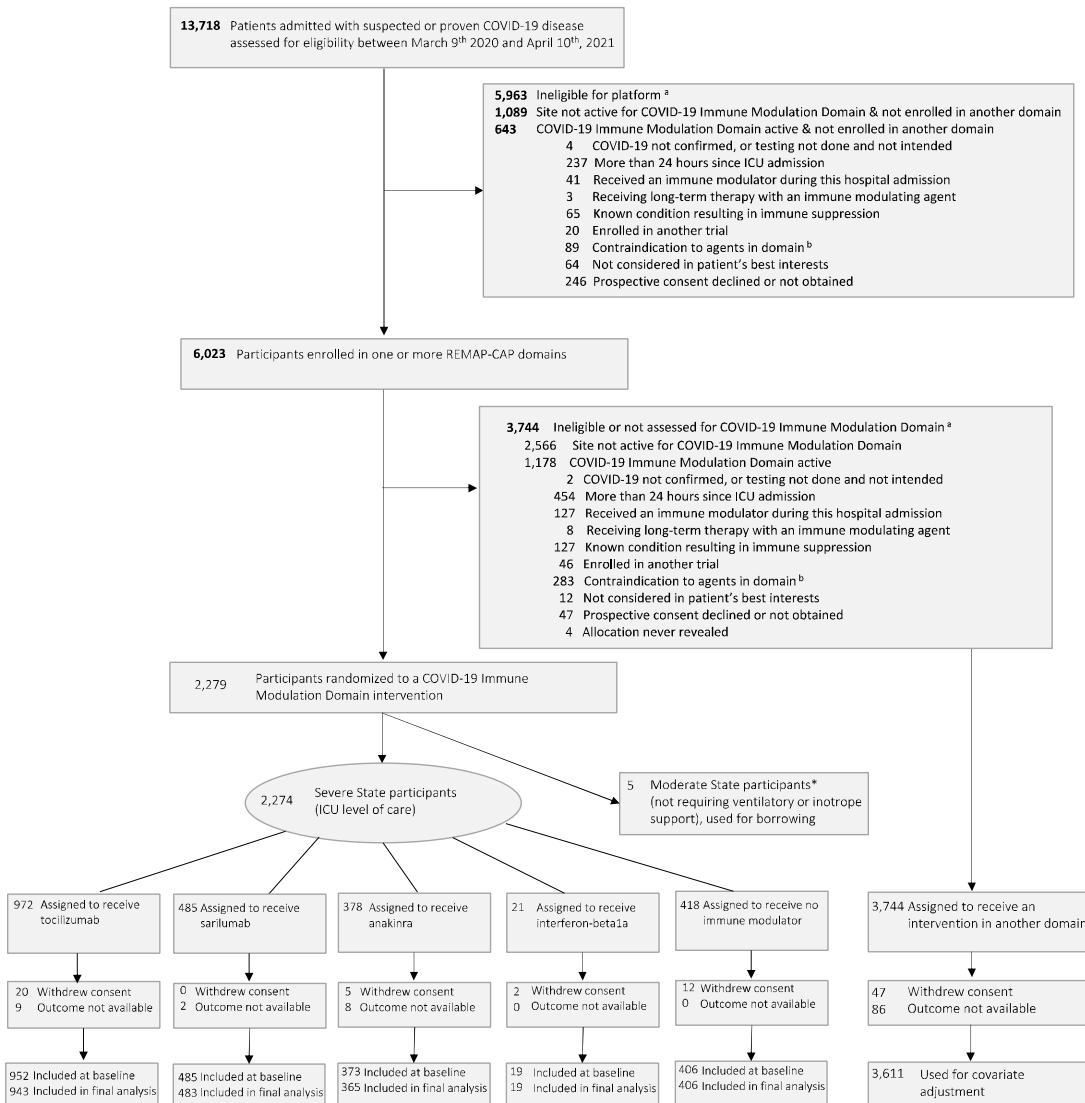 13,718 Patients admitted with suspected or proven COVID-19 disease
assessed for eligibility between March 9th 2020 and April 10th, 2021
5,963 Ineligible for platform a
1,089 Site not active for COVID-19 Immune Modulation Domain & not enrolled in another domain
643 COVID-19 Immune Modulation Domain active & not enrolled in another domain
4 COVID-19 not confirmed, or testing not done and not intended
237 More than 24 hours since ICU admission
41 Received an immune modulator during this hospital admission
3 Receiving long-term therapy with an immune modulating agent
65 Known condition resulting in immune suppression
20 Enrolled in another trial
89 Contraindication to agents in domain b
64 Not considered in patient's best interests
246 Prospective consent declined or not obtained
6,023 Participants enrolled in one or more REMAP-CAP domains
3,744 Ineligible or not assessed for COVID-19 Immune Modulation Domain a
2,566 Site not active for COVID-19 Immune Modulation Domain
1,178 COVID-19 Immune Modulation Domain active
2 COVID-19 not confirmed, or testing not done and not intended
454 More than 24 hours since ICU admission
127 Received an immune modulator during this hospital admission
8 Receiving long-term therapy with an immune modulating agent
127 Known condition resulting in immune suppression
46 Enrolled in another trial
283 Contraindication to agents in domain b
12 Not considered in patient's best interests
47 Prospective consent declined or not obtained
4 Allocation never revealed
2,279 Participants randomized to a COVID-19 Immune
Modulation Domain intervention
2,274 Severe State participants
(ICU level of care)
5 Moderate State participants*
(not requiring ventilatory or inotrope
support), used for borrowing
972 Assigned to receive
tocilizumab
485 Assigned to receive
sarilumab
378 Assigned to receive
anakinra
21 Assigned to receive
interferon-beta1a
418 Assigned to receive no
immune modulator
3,744 Assigned to receive an
intervention in another domain
20 Withdrew consent
9 Outcome not available
0 Withdrew consent
2 Outcome not available
5 Withdrew consent
8 Outcome not available
2 Withdrew consent
0 Outcome not available
12 Withdrew consent
0 Outcome not available
47 Withdrew consent
86 Outcome not available
952 Included at baseline
943 Included in final analysis
485 Included at baseline
483 Included in final analysis
373 Included at baseline
365 Included in final analysis
19 Included at baseline
19 Included in final analysis
406 Included at baseline
406 Included in final analysis
3,611 Used for covariate
adjustment